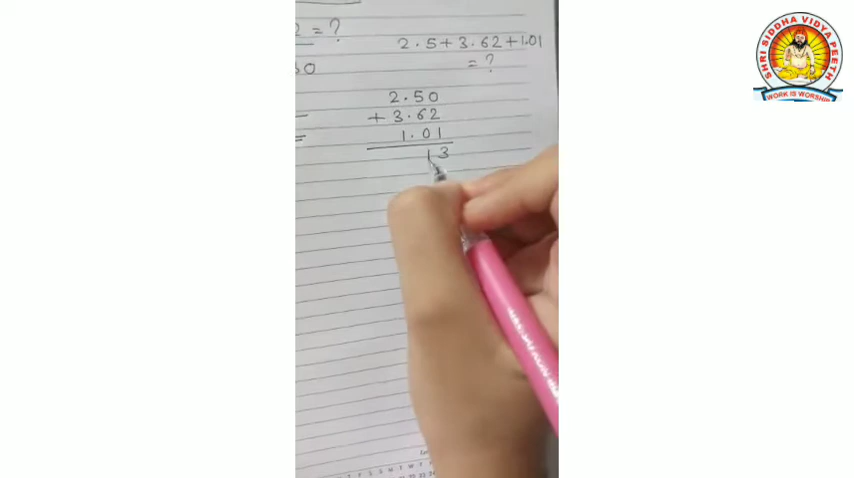 2 = ?
2.5 + 3.62 + 1.01
= ?
30
2.50
+ 3.62
1.01
13
SHRI SIDDHA VIDYA PEETH
WORK IS WORSHIP